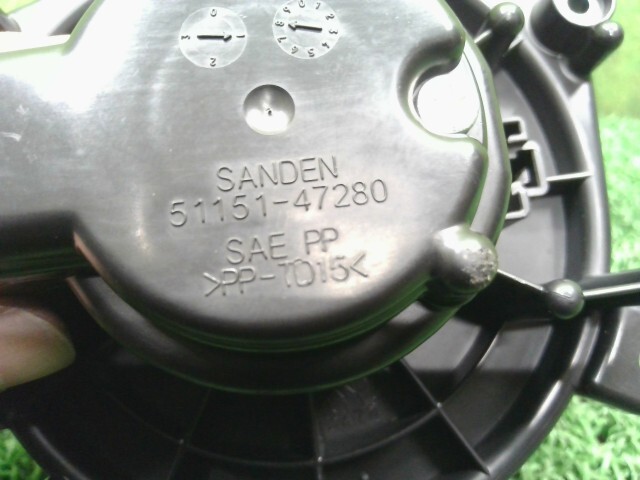 SANDEN
51151-47280
SAE PP
>PP-TD15<